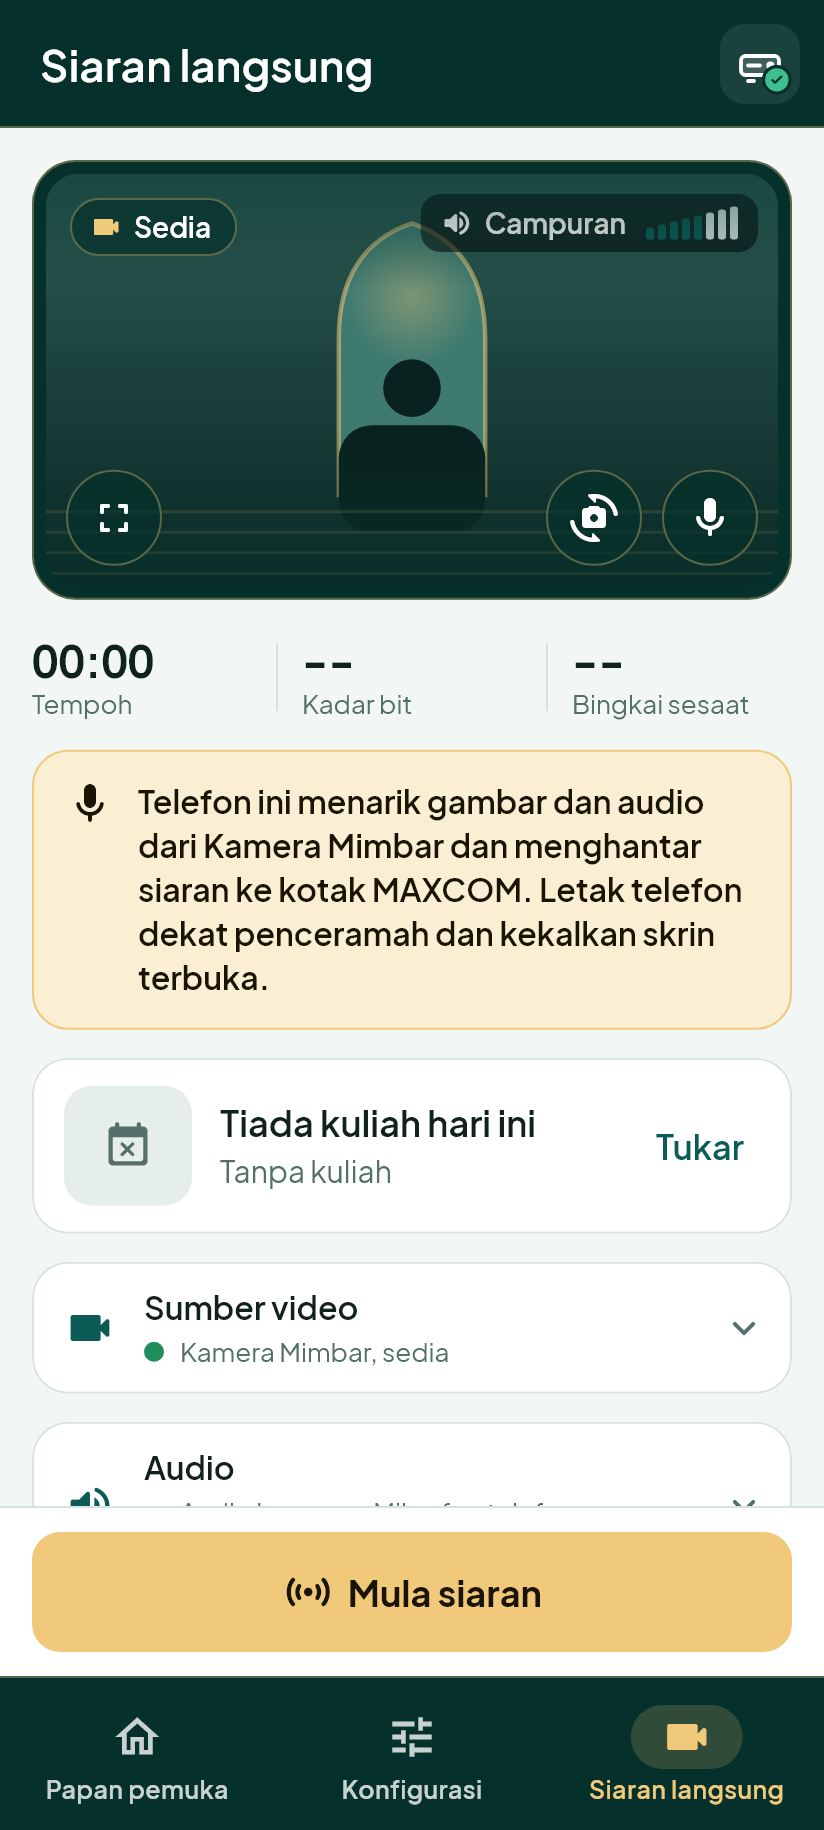 Siaran langsung
Sedia
Campuran
00:00
Tempoh
--
Kadar bit
--
Bingkai sesaat
Telefon ini menarik gambar dan audio
dari Kamera Mimbar dan menghantar
siaran ke kotak MAXCOM. Letak telefon
dekat penceramah dan kekalkan skrin
terbuka.
Tiada kuliah hari ini
Tanpa kuliah
Tukar
Sumber video
Kamera Mimbar, sedia
Audio
Mula siaran
Papan pemuka
Konfigurasi
Siaran langsung